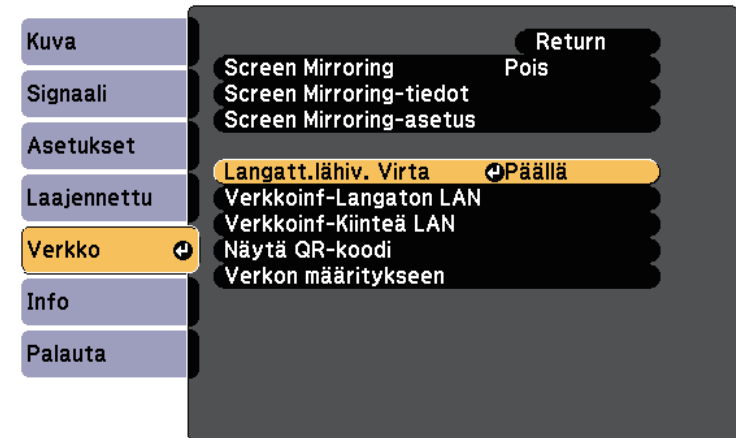 Kuva
Signaali
Asetukset
Laajennettu
Verkko
Info
Palauta
Return
Screen Mirroring Pois
Screen Mirroring-tiedot
Screen Mirroring-asetus
Langatt.lähiv. Virta Päällä
Verkkoinf-Langaton LAN
Verkkoinf-Kiinteä LAN
Näytä QR-koodi
Verkon määritykseen